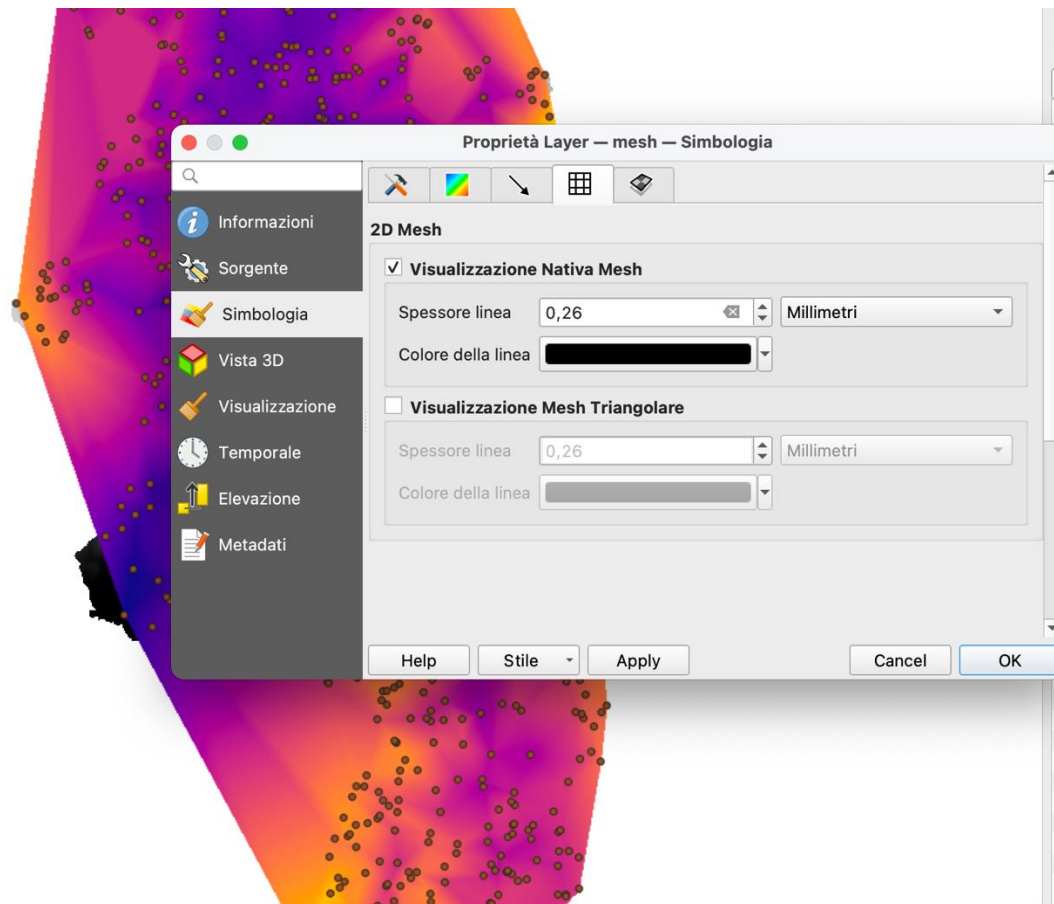 Proprietà Layer — mesh — Simbologia
Informazioni
Sorgente
Simbologia
Vista 3D
Visualizzazione
Temporale
Elevazione
Metadati
2D Mesh
Visualizzazione Nativa Mesh
Spessore linea 0,26 Millimetri
Colore della linea
Visualizzazione Mesh Triangolare
Spessore linea 0,26 Millimetri
Colore della linea
Help Stile Apply Cancel OK